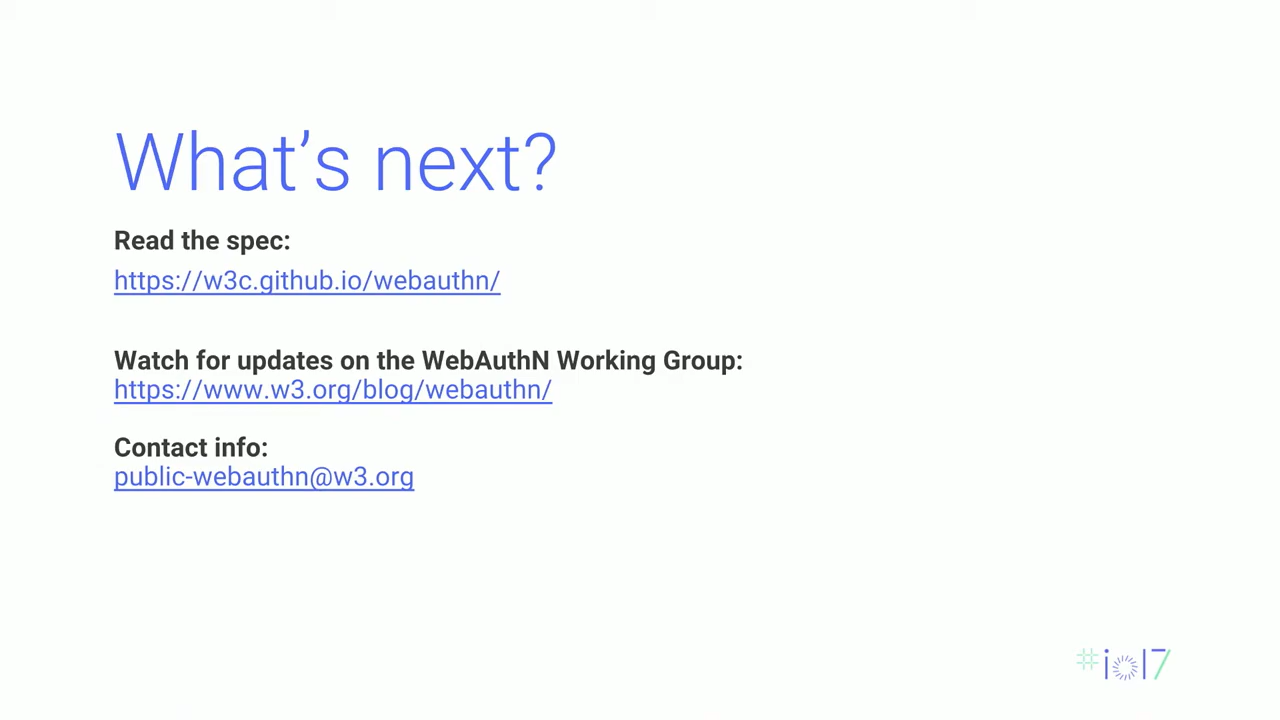 What’s next?
Read the spec:
https://w3c.github.io/webauthn/
Watch for updates on the WebAuthN Working Group:
https://www.w3.org/blog/webauthn/
Contact info:
public-webauthn@w3.org
#io17